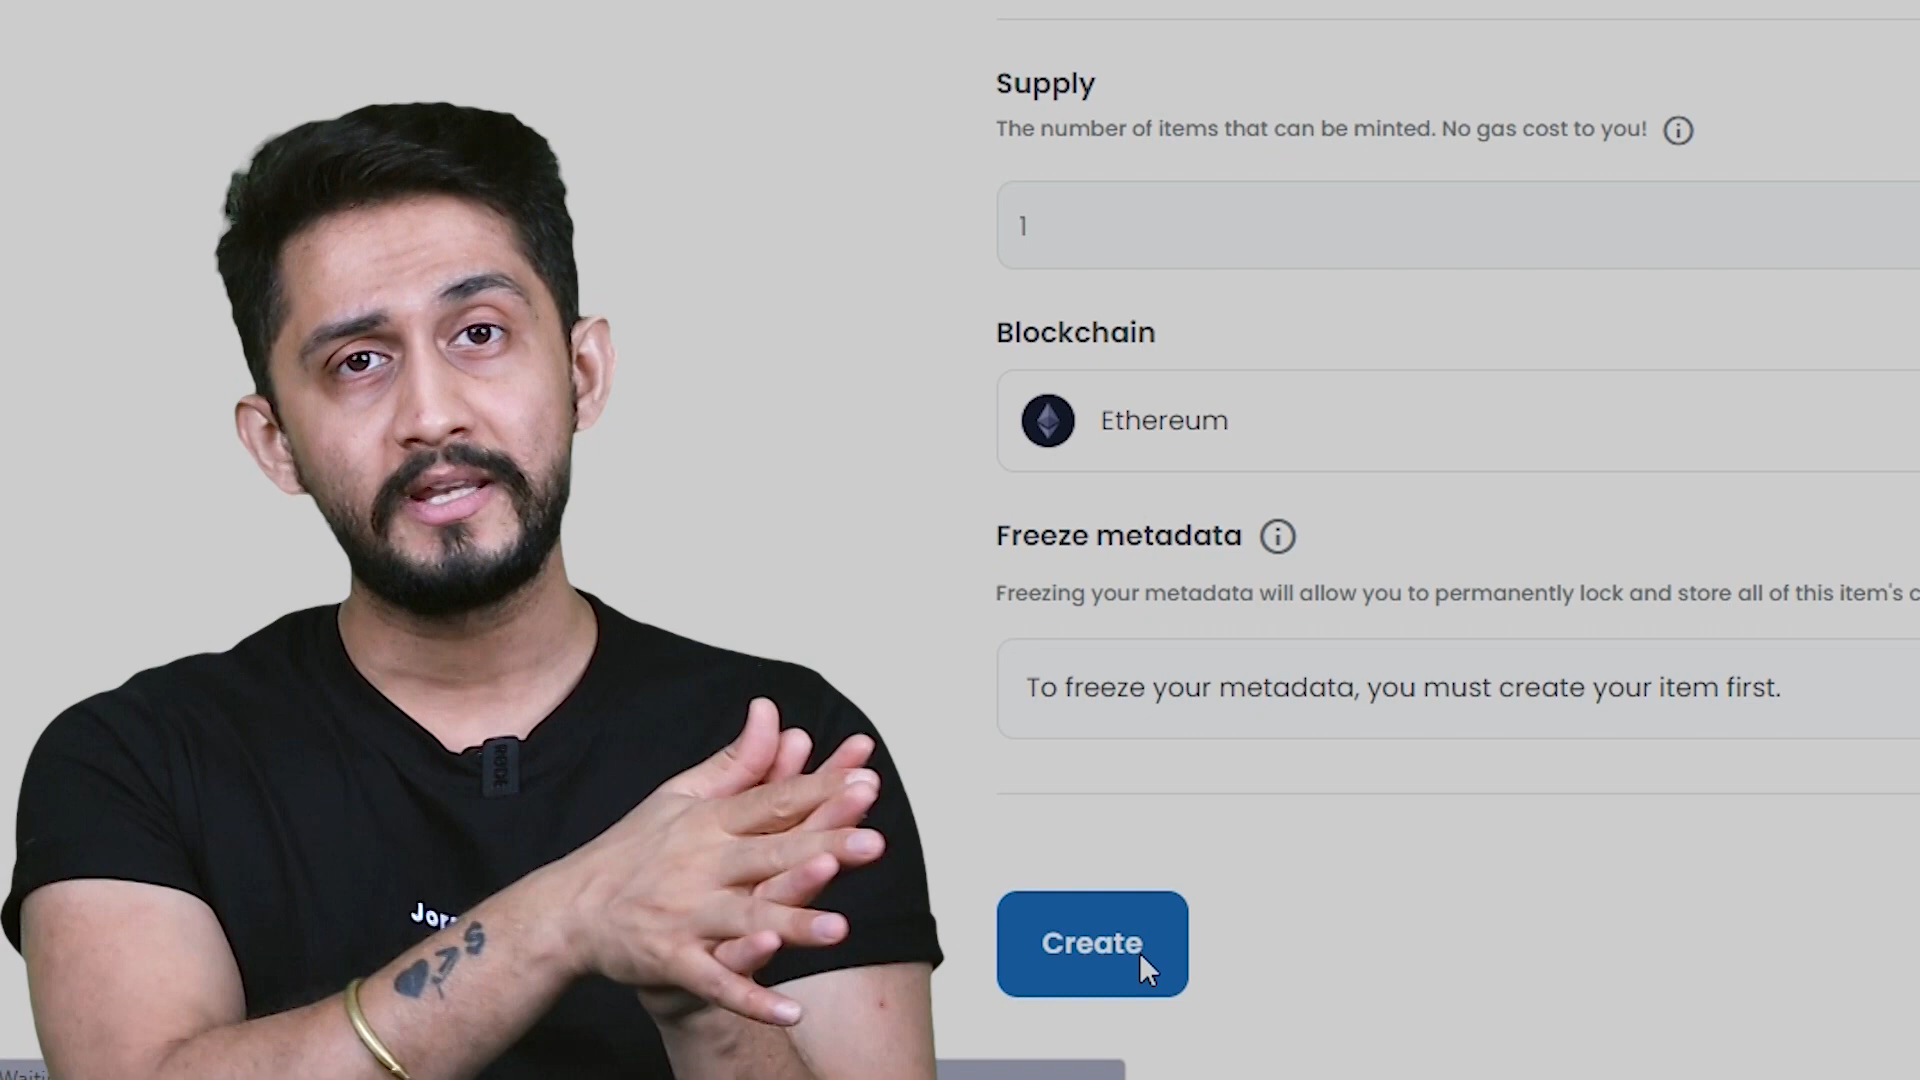 Supply
The number of items that can be minted. No gas cost to you!
1
Blockchain
Ethereum
Freeze metadata
Freezing your metadata will allow you to permanently lock and store all of this item's
To freeze your metadata, you must create your item first.
RODE
Create